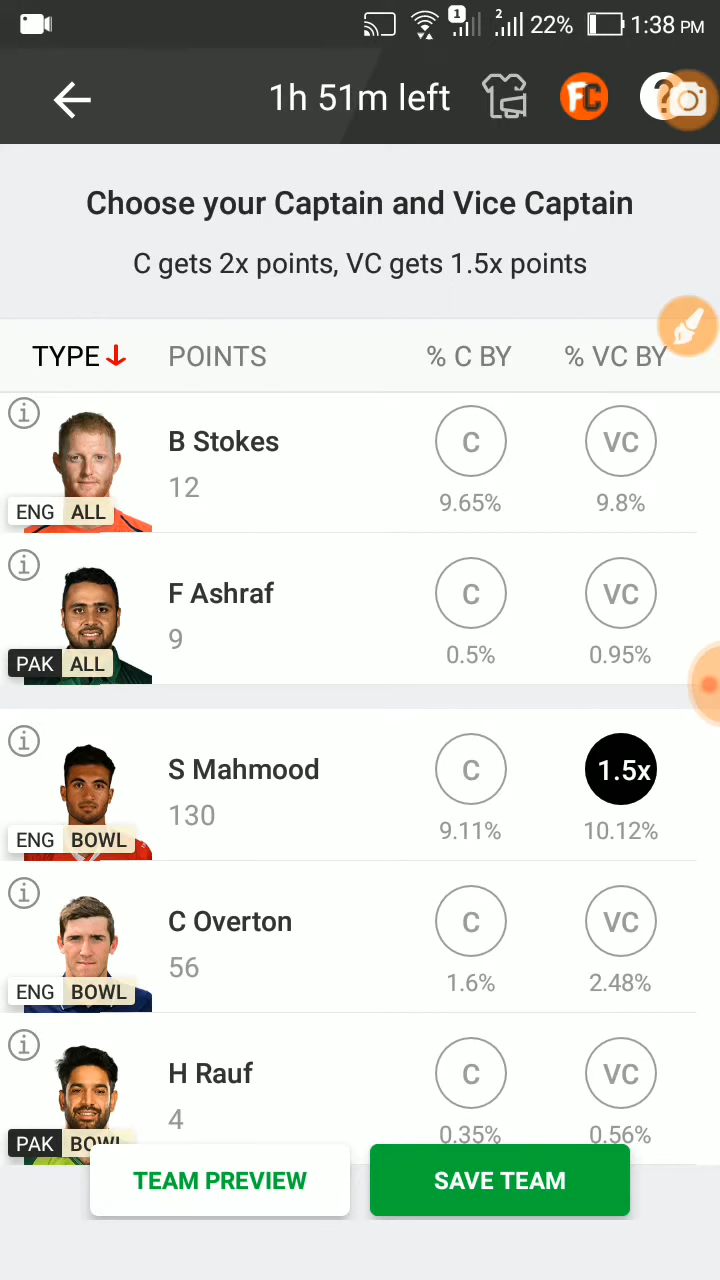 1 2 22% 1:38 PM
1h 51m left FC ?
Choose your Captain and Vice Captain
C gets 2x points, VC gets 1.5x points
TYPE POINTS % C BY % VC BY
i B Stokes C VC
12 9.65% 9.8%
ENG ALL
i F Ashraf C VC
9 0.5% 0.95%
PAK ALL
i S Mahmood C 1.5x
130 9.11% 10.12%
ENG BOWL
i C Overton C VC
56 1.6% 2.48%
ENG BOWL
i H Rauf C VC
4 0.35% 0.56%
PAK BOWL
TEAM PREVIEW SAVE TEAM